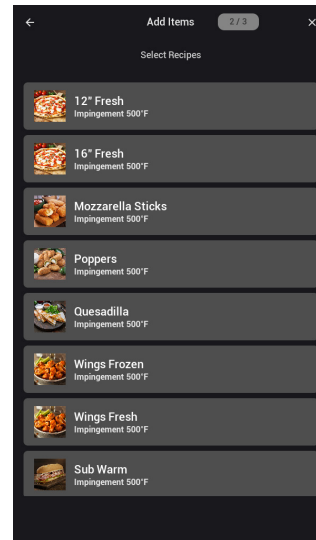 Add Items
2 / 3
Select Recipes
12" Fresh
Impingement 500°F
16" Fresh
Impingement 500°F
Mozzarella Sticks
Impingement 500°F
Poppers
Impingement 500°F
Quesadilla
Impingement 500°F
Wings Frozen
Impingement 500°F
Wings Fresh
Impingement 500°F
Sub Warm
Impingement 500°F